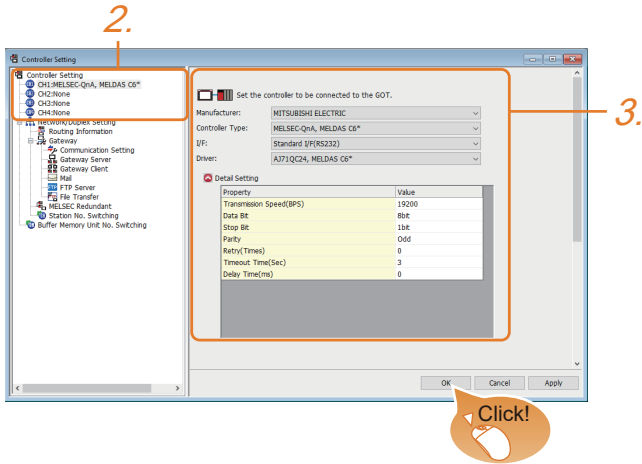 2.
Controller Setting
Controller Setting
CH1:MELSEC-QnA, MELDAS C6*
CH2:None
CH3:None
CH4:None
Network/Duplex Setting
Routing Information
Gateway
Communication Setting
Gateway Server
Gateway Client
Mail
FTP Server
File Transfer
MELSEC Redundant
Station No. Switching
Buffer Memory Unit No. Switching
Set the controller to be connected to the GOT.
3.
Manufacturer: MITSUBISHI ELECTRIC
Controller Type: MELSEC-QnA, MELDAS C6*
I/F: Standard I/F(RS232)
Driver: AJ71QC24, MELDAS C6*
Detail Setting
Property Value
Transmission Speed(BPS) 19200
Data Bit 8bit
Stop Bit 1bit
Parity Odd
Retry(Times) 0
Timeout Time(Sec) 3
Delay Time(ms) 0
OK Cancel Apply
Click!